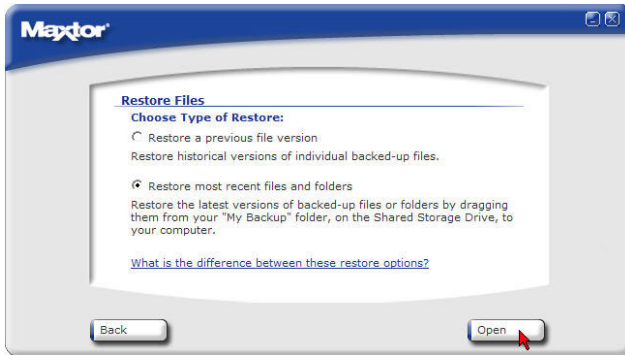 Maxtor
Restore Files
Choose Type of Restore:
Restore a previous file version
Restore historical versions of individual backed-up files.
Restore most recent files and folders
Restore the latest versions of backed-up files or folders by dragging
them from your "My Backup" folder, on the Shared Storage Drive, to
your computer.
What is the difference between these restore options?
Back
Open